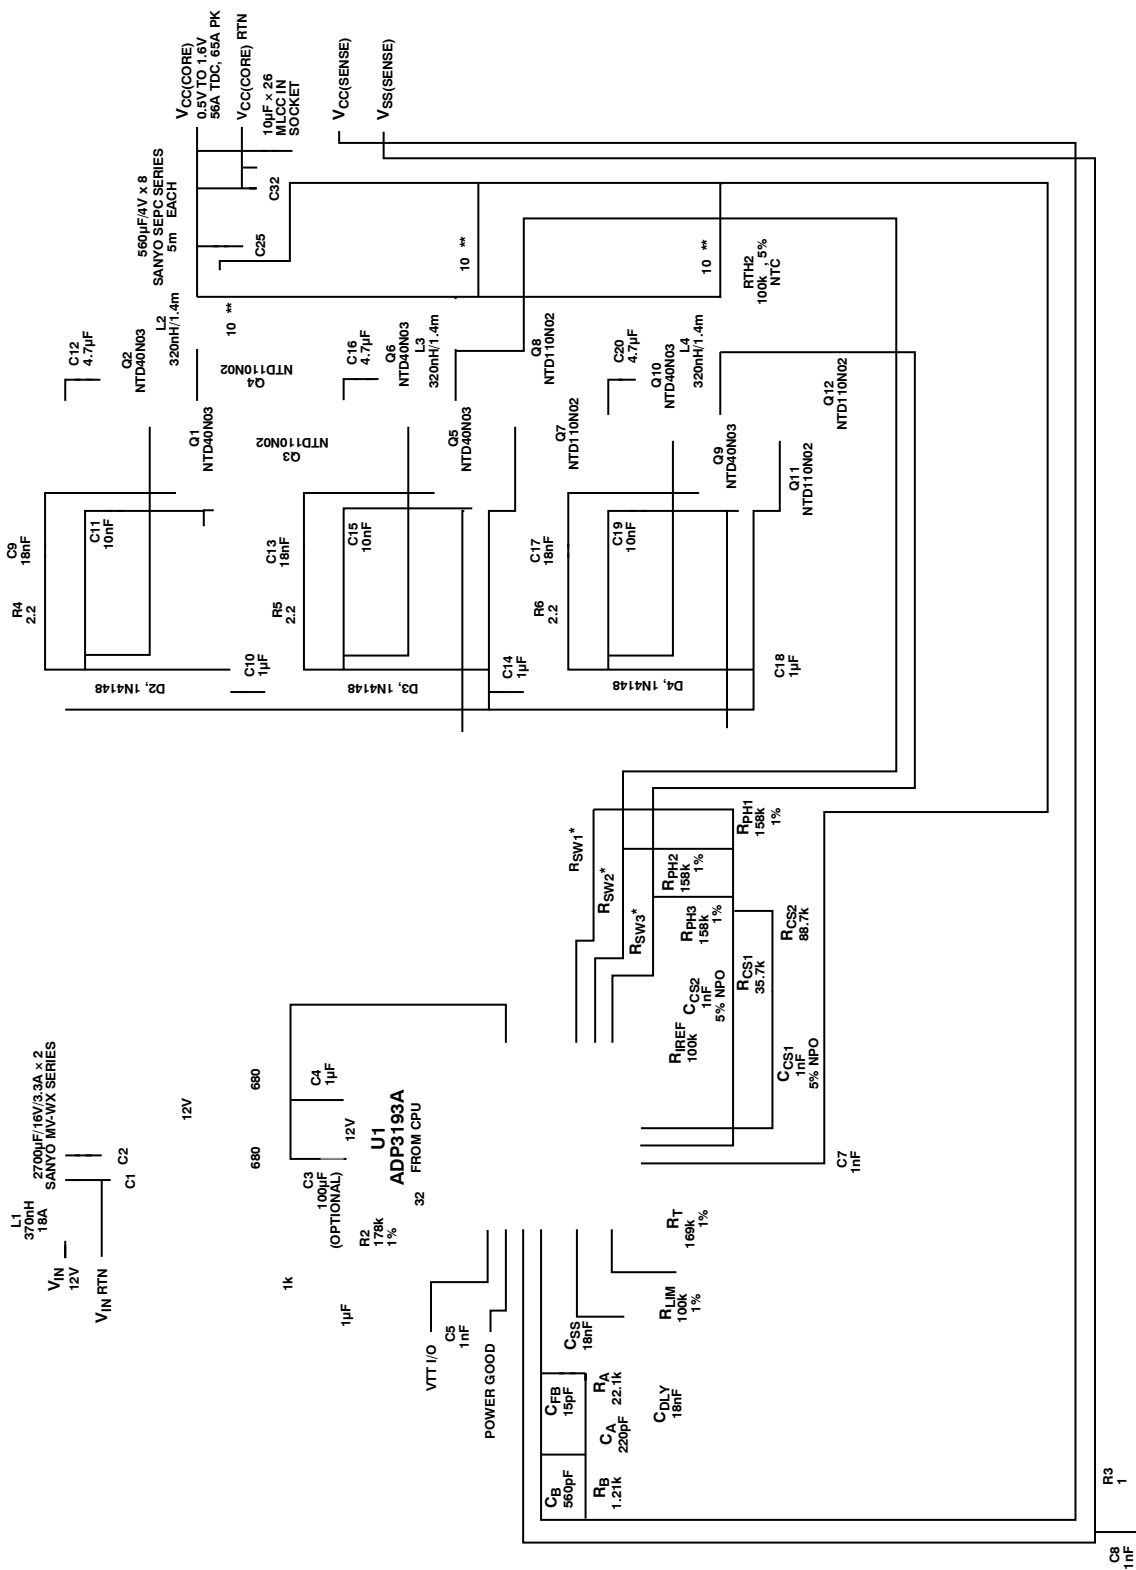 L1
370nH
18A
VIN
12V
VIN RTN
2700µF/16V/3.3A × 2
SANYO MV-WX SERIES
C1
C2
12V
680
680
1k
1µF
C3
100µF
(OPTIONAL)
C4
1µF
12V
R2
178k
1%
U1
ADP3193A
FROM CPU
32
VTT I/O
C5
1nF
POWER GOOD
CSS
18nF
CFB
15pF
RA
22.1k
CA
220pF
CB
560pF
RB
1.21k
CDLY
18nF
RLIM
100k
1%
RT
169k
1%
C7
1nF
RIREF
100k
CCS2
1nF
5% NPO
RCS1
35.7k
RCS2
88.7k
CCS1
1nF
5% NPO
RSW1*
RSW2*
RSW3*
RPH1
158k
1%
RPH2
158k
1%
RPH3
158k
1%
R3
1
C8
1nF
C9
18nF
R4
2.2
C11
10nF
D2, 1N4148
C10
1µF
C12
4.7µF
Q2
NTD40N03
L2
320nH/1.4m
Q1
NTD40N03
Q4
NTD110N02
Q3
NTD110N02
10 **
C13
18nF
R5
2.2
C15
10nF
D3, 1N4148
C14
1µF
C16
4.7µF
Q6
NTD40N03
L3
320nH/1.4m
Q5
NTD40N03
Q8
NTD110N02
Q7
NTD110N02
10 **
C17
18nF
R6
2.2
C19
10nF
D4, 1N4148
C18
1µF
C20
4.7µF
Q10
NTD40N03
L4
320nH/1.4m
Q9
NTD40N03
Q12
NTD110N02
Q11
NTD110N02
10 **
RTH2
100k , 5%
NTC
560µF/4V x 8
SANYO SEPC SERIES
5m EACH
C25
C32
VCC(CORE)
0.5V TO 1.6V
56A TDC, 65A PK
VCC(CORE) RTN
10µF × 26
MLCC IN
SOCKET
VCC(SENSE)
VSS(SENSE)